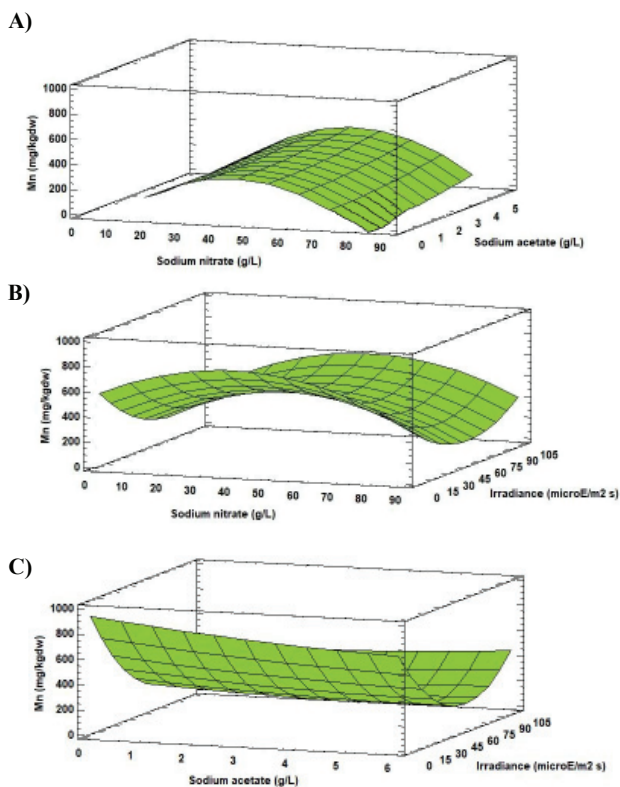 A)
1000
800
600
400
200
0
Mn (mg/kgdw)
0 10 20 30 40 50 60 70 80 90
Sodium nitrate (g/L)
0 1 2 3 4 5
Sodium acetate (g/L)
B)
1000
800
600
400
200
0
Mn (mg/kgdw)
0 10 20 30 40 50 60 70 80 90
Sodium nitrate (g/L)
0 15 30 45 60 75 90 105
Irradiance (microE/m2 s)
C)
1000
800
600
400
200
0
Mn (mg/kgdw)
0 1 2 3 4 5 6
Sodium acetate (g/L)
0 15 30 45 60 75 90 105
Irradiance (microE/m2 s)